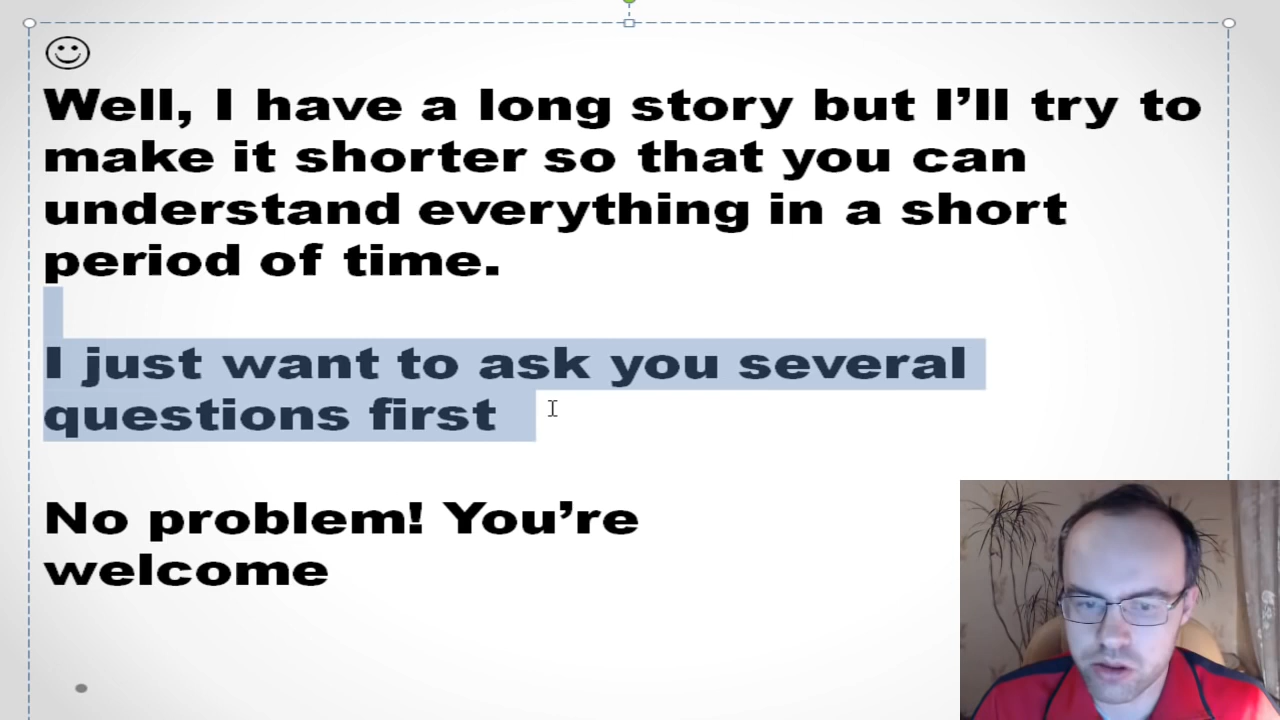 Well, I have a long story but I’ll try to
make it shorter so that you can
understand everything in a short
period of time.
I just want to ask you several
questions first
No problem! You’re
welcome